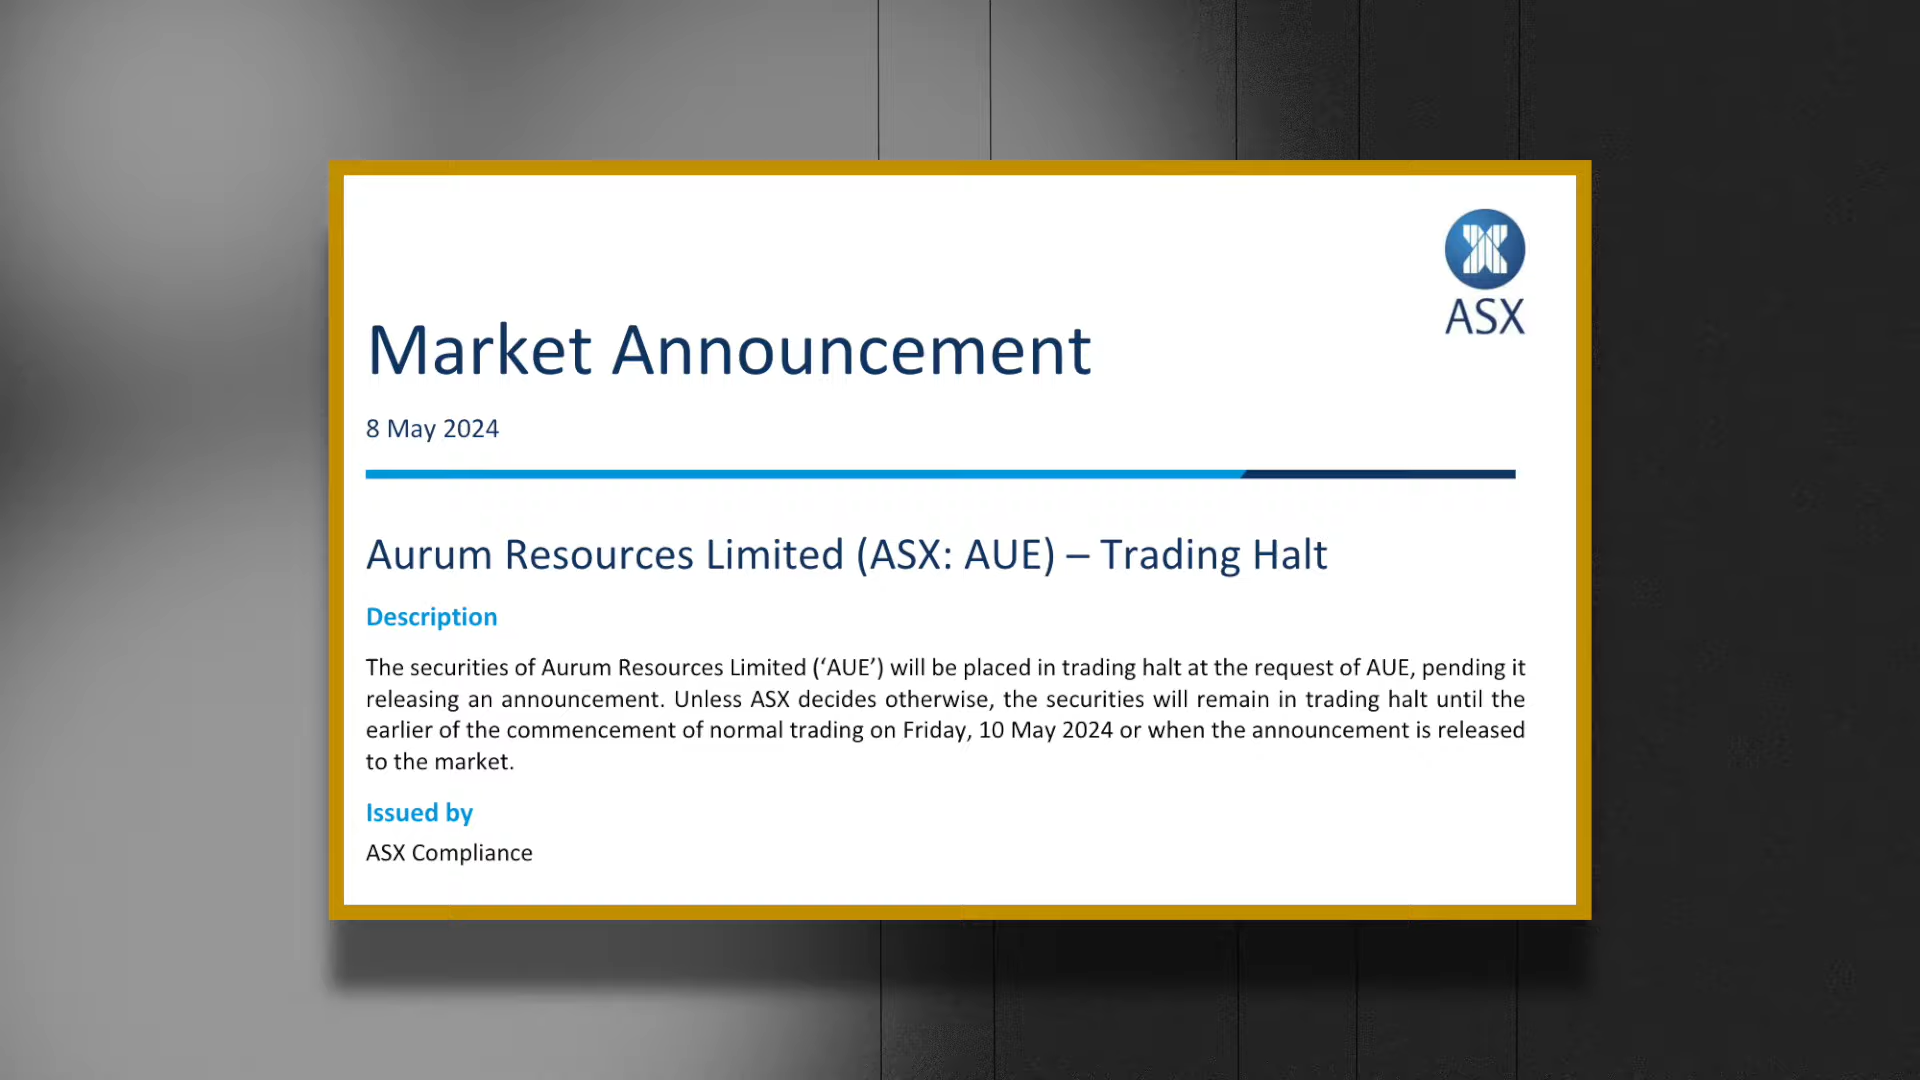 ASX
Market Announcement
8 May 2024
Aurum Resources Limited (ASX: AUE) – Trading Halt
Description
The securities of Aurum Resources Limited (‘AUE’) will be placed in trading halt at the request of AUE, pending it
releasing an announcement. Unless ASX decides otherwise, the securities will remain in trading halt until the
earlier of the commencement of normal trading on Friday, 10 May 2024 or when the announcement is released
to the market.
Issued by
ASX Compliance